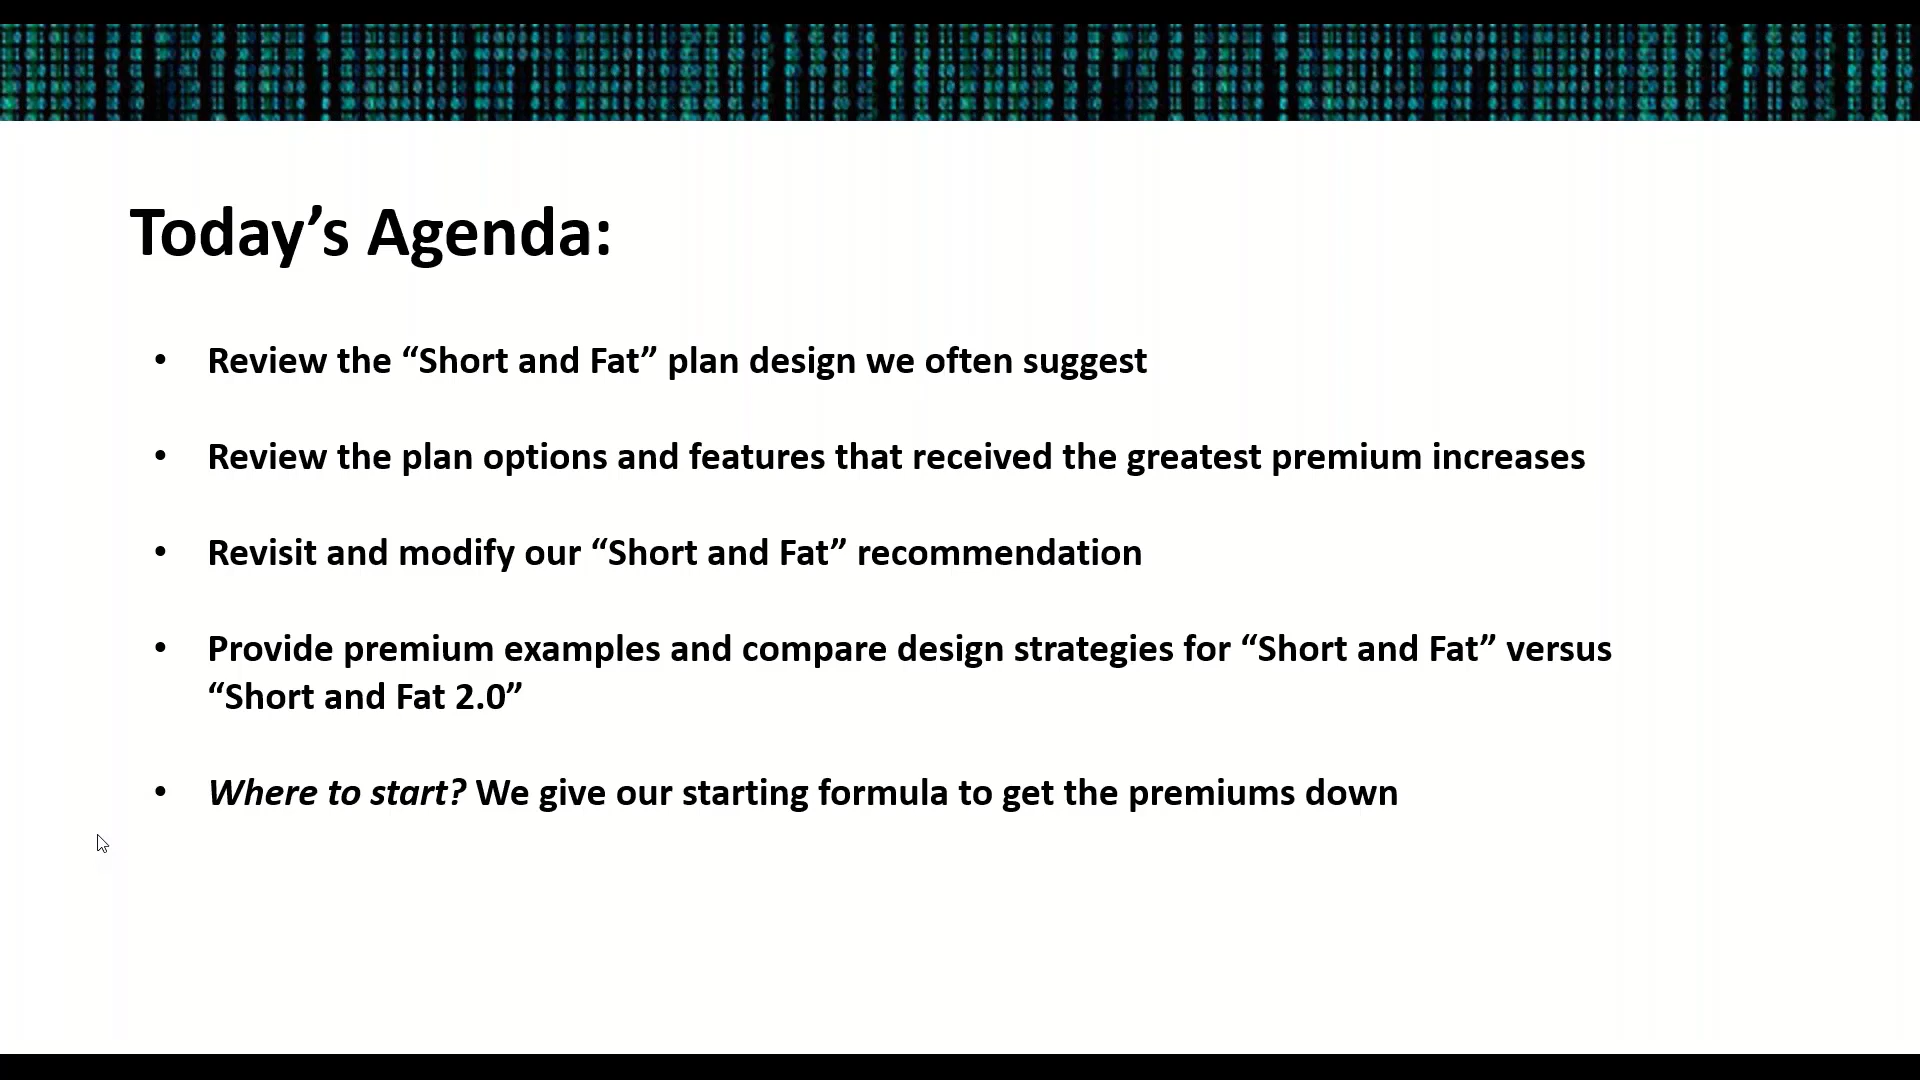 Today’s Agenda:
• Review the “Short and Fat” plan design we often suggest
• Review the plan options and features that received the greatest premium increases
• Revisit and modify our “Short and Fat” recommendation
• Provide premium examples and compare design strategies for “Short and Fat” versus
“Short and Fat 2.0”
• Where to start? We give our starting formula to get the premiums down